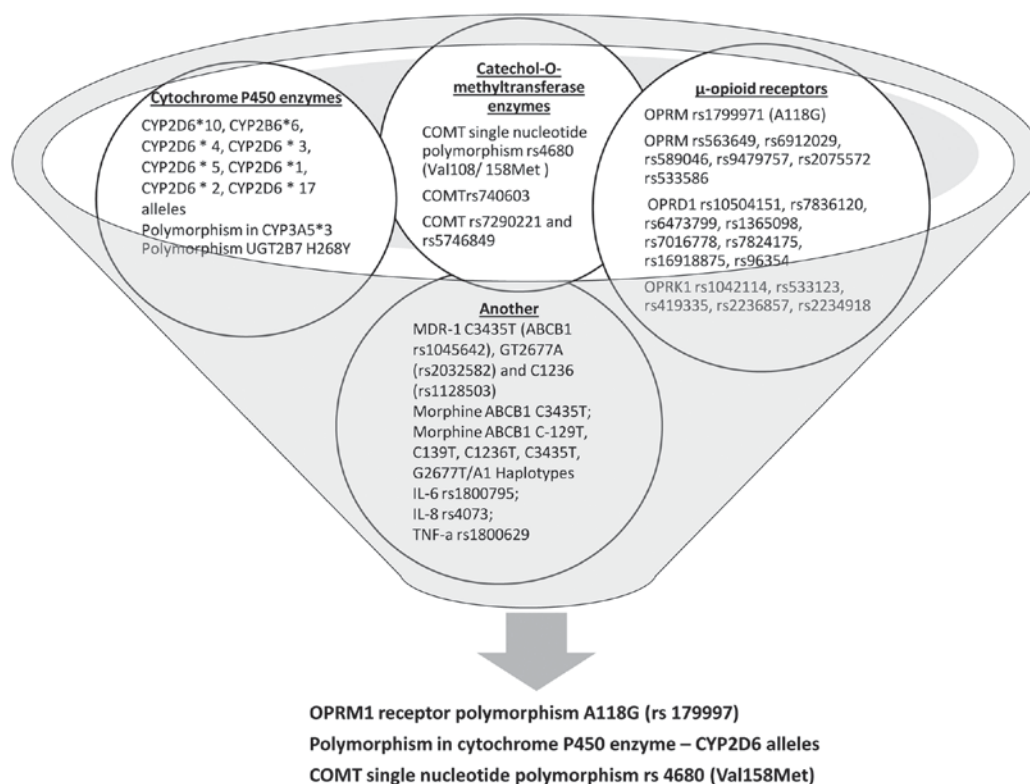 Cytochrome P450 enzymes
CYP2D6*10, CYP2B6*6,
CYP2D6 * 4, CYP2D6 * 3,
CYP2D6 * 5, CYP2D6 *1,
CYP2D6 * 2, CYP2D6 * 17
alleles
Polymorphism in CYP3A5*3
Polymorphism UGT2B7 H268Y
Catechol-O-
methyltransferase
enzymes
COMT single nucleotide
polymorphism rs4680
(Val108/ 158Met )
COMTrs740603
COMT rs7290221 and
rs5746849
µ-opioid receptors
OPRM rs1799971 (A118G)
OPRM rs563649, rs6912029,
rs589046, rs9479757, rs2075572
rs533586
OPRD1 rs10504151, rs7836120,
rs6473799, rs1365098,
rs7016778, rs7824175,
rs16918875, rs96354
OPRK1 rs1042114, rs533123,
rs419335, rs2236857, rs2234918
Another
MDR-1 C3435T (ABCB1
rs1045642), GT2677A
(rs2032582) and C1236
(rs1128503)
Morphine ABCB1 C3435T;
Morphine ABCB1 C-129T,
C139T, C1236T, C3435T,
G2677T/A1 Haplotypes
IL-6 rs1800795;
IL-8 rs4073;
TNF-a rs1800629
OPRM1 receptor polymorphism A118G (rs 179997)
Polymorphism in cytochrome P450 enzyme – CYP2D6 alleles
COMT single nucleotide polymorphism rs 4680 (Val158Met)